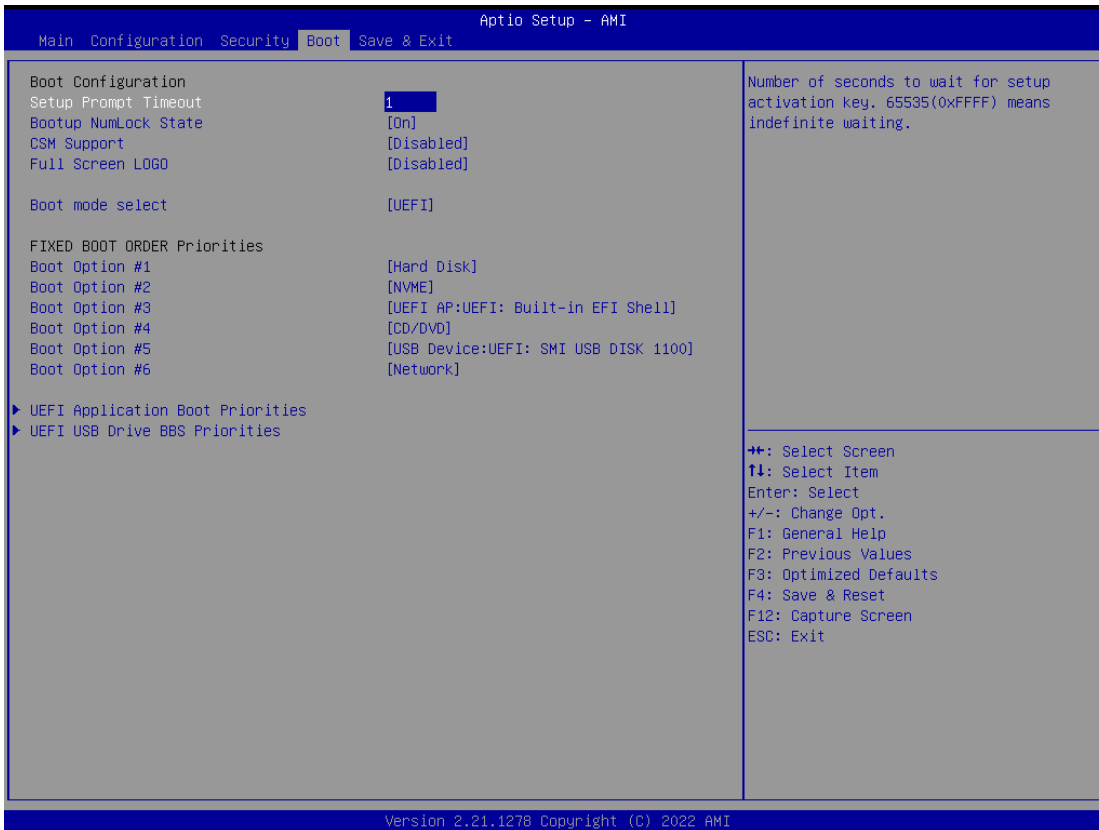 Aptio Setup – AMI
Main Configuration Security Boot Save & Exit
Boot Configuration
Setup Prompt Timeout 1
Bootup NumLock State [On]
CSM Support [Disabled]
Full Screen LOGO [Disabled]
Boot mode select [UEFI]
FIXED BOOT ORDER Priorities
Boot Option #1 [Hard Disk]
Boot Option #2 [NVME]
Boot Option #3 [UEFI AP:UEFI: Built-in EFI Shell]
Boot Option #4 [CD/DVD]
Boot Option #5 [USB Device:UEFI: SMI USB DISK 1100]
Boot Option #6 [Network]
UEFI Application Boot Priorities
UEFI USB Drive BBS Priorities
Number of seconds to wait for setup
activation key. 65535(0xFFFF) means
indefinite waiting.
→←: Select Screen
↑↓: Select Item
Enter: Select
+/-: Change Opt.
F1: General Help
F2: Previous Values
F3: Optimized Defaults
F4: Save & Reset
F12: Capture Screen
ESC: Exit
Version 2.21.1278 Copyright (C) 2022 AMI